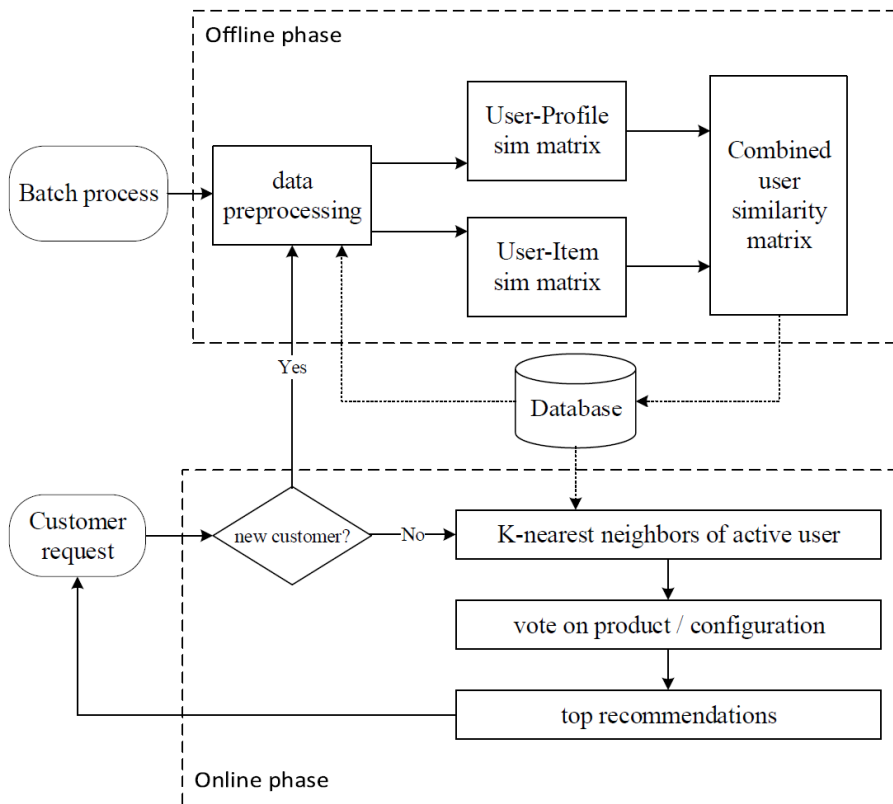 Offline phase
User-Profile
sim matrix
Combined
user
similarity
matrix
Batch process
data
preprocessing
User-Item
sim matrix
Yes
Database
Customer
request
new customer?
No
K-nearest neighbors of active user
vote on product / configuration
top recommendations
Online phase